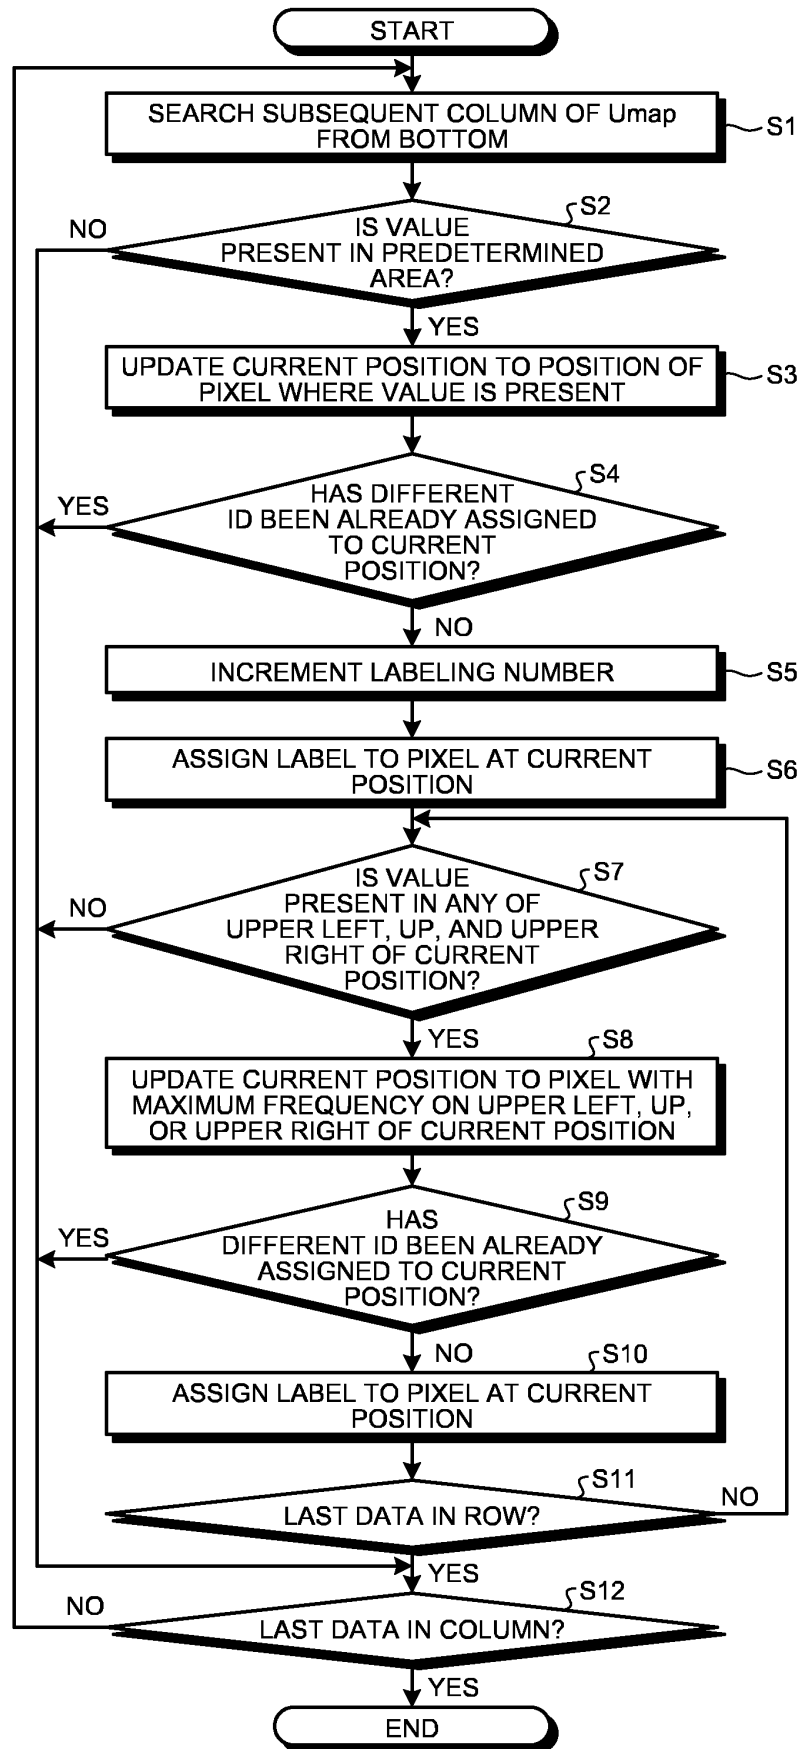 START
SEARCH SUBSEQUENT COLUMN OF Umap
FROM BOTTOM
S1
S2
NO
IS VALUE
PRESENT IN PREDETERMINED
AREA?
YES
UPDATE CURRENT POSITION TO POSITION OF
PIXEL WHERE VALUE IS PRESENT
S3
S4
YES
HAS DIFFERENT
ID BEEN ALREADY ASSIGNED
TO CURRENT
POSITION?
NO
INCREMENT LABELING NUMBER
S5
ASSIGN LABEL TO PIXEL AT CURRENT
POSITION
S6
S7
NO
IS VALUE
PRESENT IN ANY OF
UPPER LEFT, UP, AND UPPER
RIGHT OF CURRENT
POSITION?
YES
S8
UPDATE CURRENT POSITION TO PIXEL WITH
MAXIMUM FREQUENCY ON UPPER LEFT, UP,
OR UPPER RIGHT OF CURRENT POSITION
S9
YES
HAS
DIFFERENT ID BEEN ALREADY
ASSIGNED TO CURRENT
POSITION?
NO
S10
ASSIGN LABEL TO PIXEL AT CURRENT
POSITION
S11
LAST DATA IN ROW?
NO
YES
S12
NO
LAST DATA IN COLUMN?
YES
END